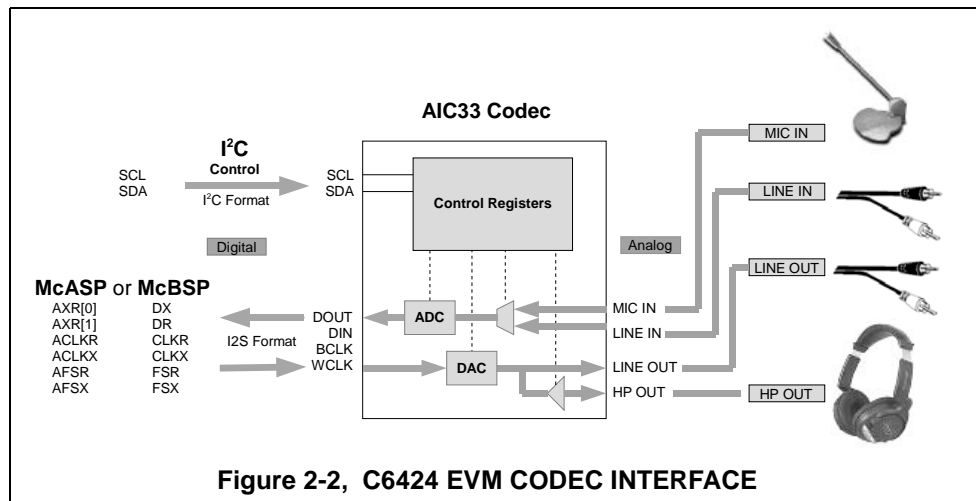 AIC33 Codec
MIC IN
I²C
Control
SCL
SDA
I²C Format
SCL
SDA
Control Registers
LINE IN
Digital
Analog
LINE OUT
McASP or McBSP
AXR[0] DX
AXR[1] DR
ACLKR CLKR
ACLKX CLKX
AFSR FSR
AFSX FSX
I2S Format
DOUT
DIN
BCLK
WCLK
ADC
DAC
MIC IN
LINE IN
LINE OUT
HP OUT
HP OUT
Figure 2-2, C6424 EVM CODEC INTERFACE